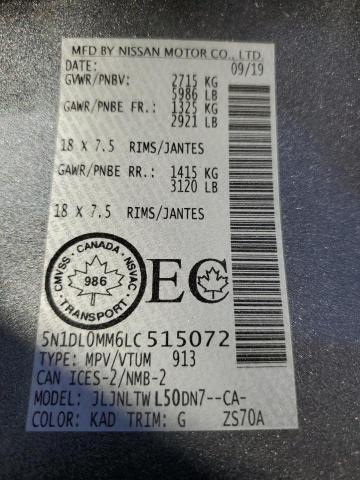 MFD BY NISSAN MOTOR CO., LTD.
DATE: 09/19
GVWR/PNBV: 2715 KG
5986 LB
GAWR/PNBE FR.: 1325 KG
2921 LB
18 X 7.5 RIMS/JANTES
GAWR/PNBE RR.: 1415 KG
3120 LB
18 X 7.5 RIMS/JANTES
CMVSS · CANADA · NSVAC
986
TRANSPORT
EC
5N1DL0MM6LC515072
TYPE: MPV/VTUM 913
CAN ICES-2/NMB-2
MODEL: JLJNLTWL50DN7--CA-
COLOR: KAD TRIM: G ZS70A